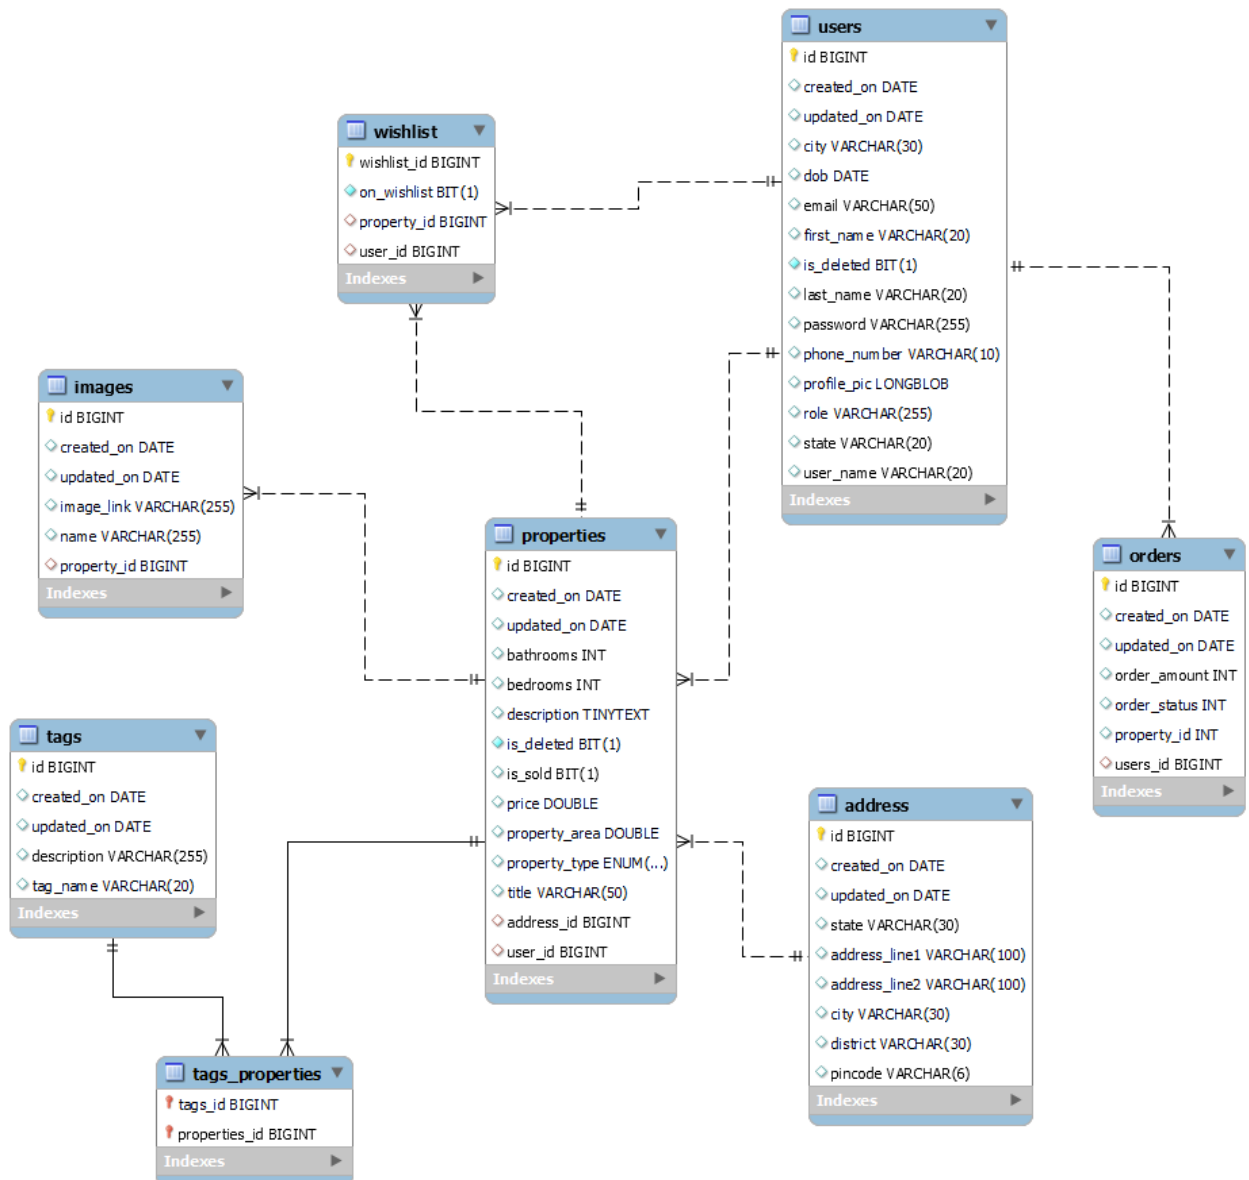 users
id BIGINT
created_on DATE
updated_on DATE
city VARCHAR(30)
dob DATE
email VARCHAR(50)
first_name VARCHAR(20)
is_deleted BIT(1)
last_name VARCHAR(20)
password VARCHAR(255)
phone_number VARCHAR(10)
profile_pic LONGBLOB
role VARCHAR(255)
state VARCHAR(20)
user_name VARCHAR(20)
Indexes
wishlist
wishlist_id BIGINT
on_wishlist BIT(1)
property_id BIGINT
user_id BIGINT
Indexes
images
id BIGINT
created_on DATE
updated_on DATE
image_link VARCHAR(255)
name VARCHAR(255)
property_id BIGINT
Indexes
properties
id BIGINT
created_on DATE
updated_on DATE
bathrooms INT
bedrooms INT
description TINYTEXT
is_deleted BIT(1)
is_sold BIT(1)
price DOUBLE
property_area DOUBLE
property_type ENUM(...)
title VARCHAR(50)
address_id BIGINT
user_id BIGINT
Indexes
orders
id BIGINT
created_on DATE
updated_on DATE
order_amount INT
order_status INT
property_id INT
users_id BIGINT
Indexes
tags
id BIGINT
created_on DATE
updated_on DATE
description VARCHAR(255)
tag_name VARCHAR(20)
Indexes
address
id BIGINT
created_on DATE
updated_on DATE
state VARCHAR(30)
address_line1 VARCHAR(100)
address_line2 VARCHAR(100)
city VARCHAR(30)
district VARCHAR(30)
pincode VARCHAR(6)
Indexes
tags_properties
tags_id BIGINT
properties_id BIGINT
Indexes